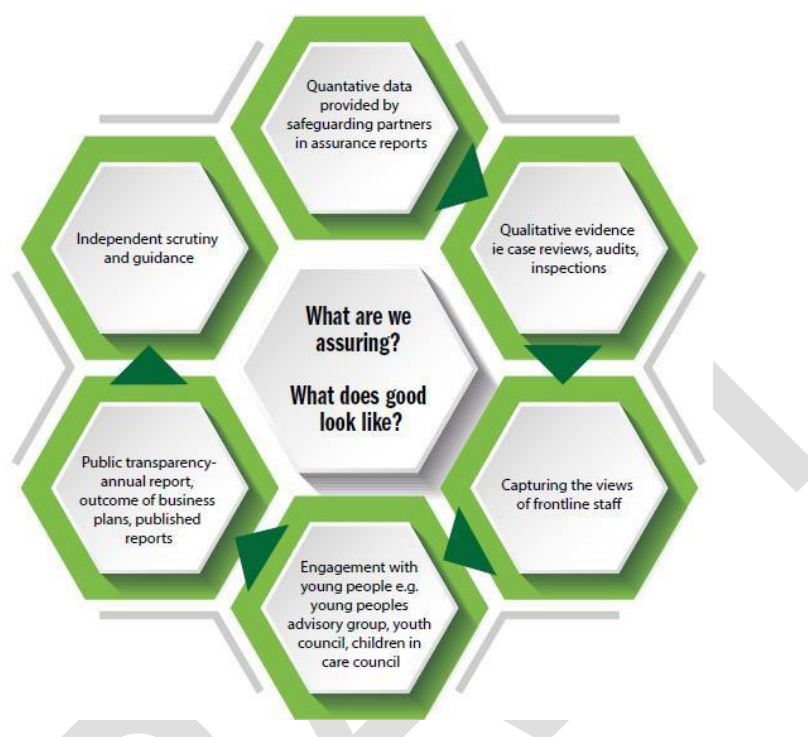 Quantative data
provided by
safeguarding partners
in assurance reports
Qualitative evidence
ie case reviews, audits,
inspections
Capturing the views
of frontline staff
Engagement with
young people e.g.
young peoples
advisory group, youth
council, children in
care council
Public transparency-
annual report,
outcome of business
plans, published
reports
Independent scrutiny
and guidance
What are we
assuring?
What does good
look like?